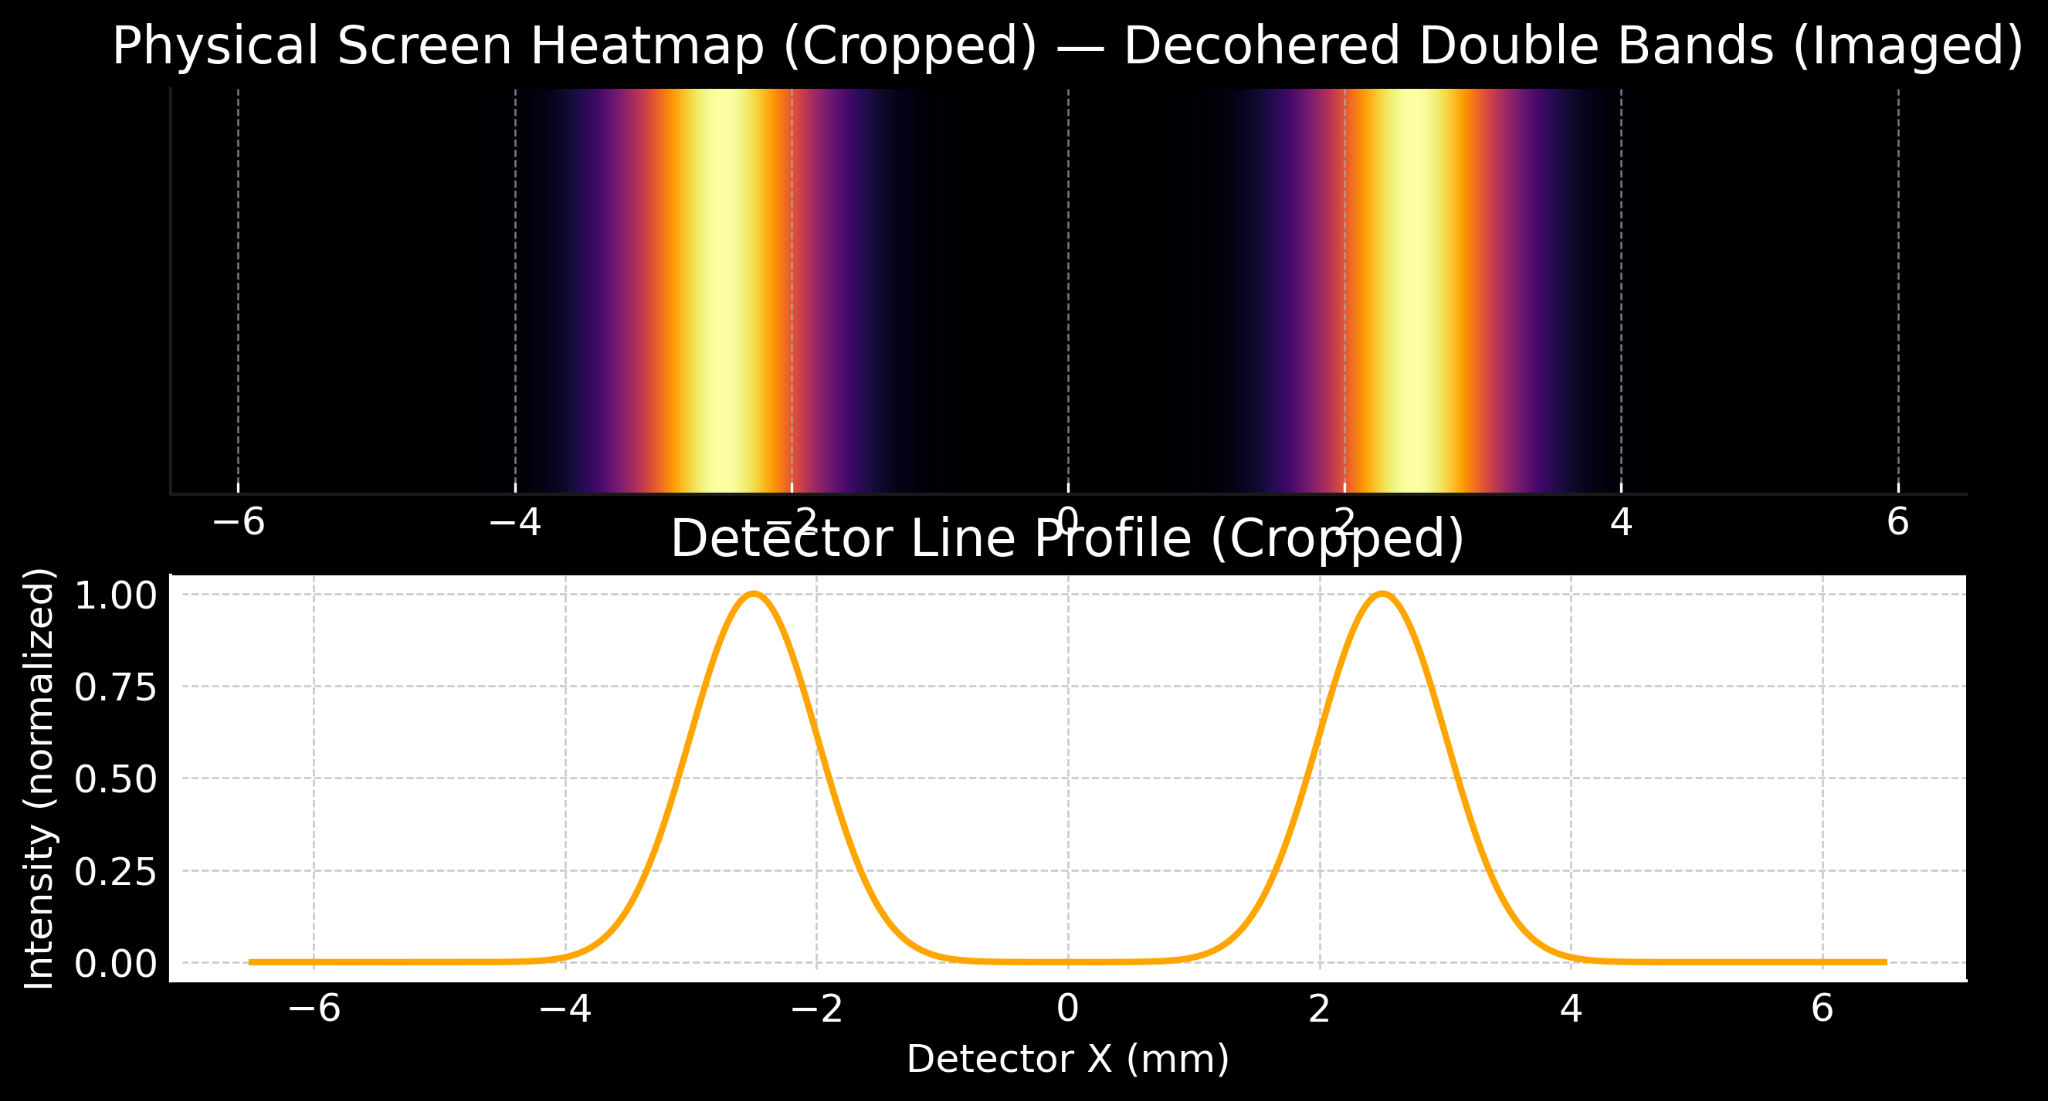 Physical Screen Heatmap (Cropped) — Decohered Double Bands (Imaged)
−6 −4 −2 0 2 4 6
Detector Line Profile (Cropped)
Intensity (normalized)
1.00
0.75
0.50
0.25
0.00
−6 −4 −2 0 2 4 6
Detector X (mm)